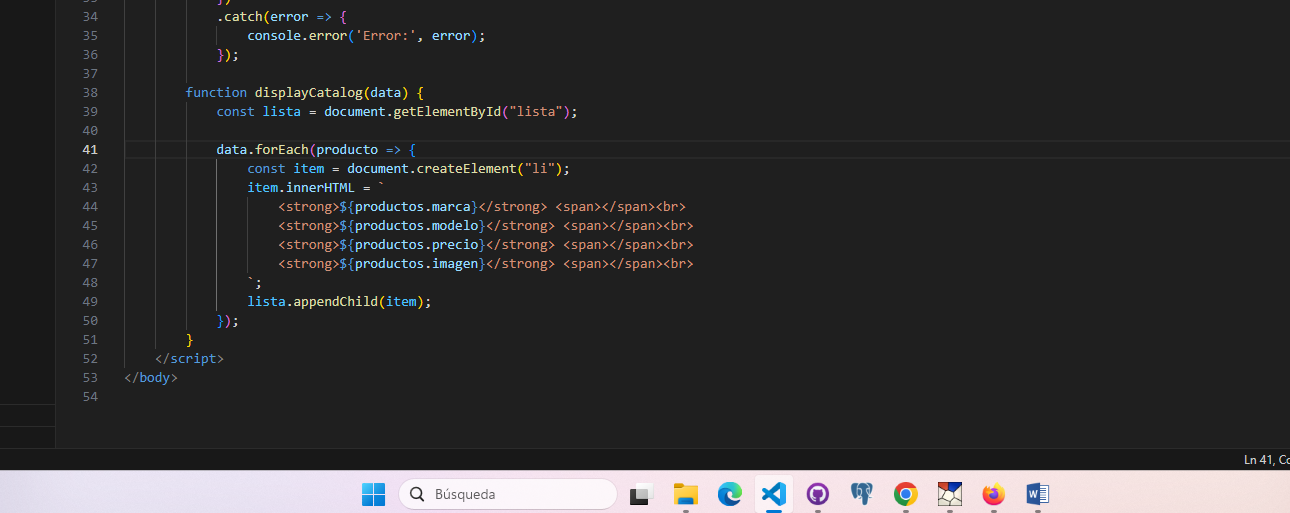 33 })
34 .catch(error => {
35 console.error('Error:', error);
36 });
37
38 function displayCatalog(data) {
39 const lista = document.getElementById("lista");
40
41 data.forEach(producto => {
42 const item = document.createElement("li");
43 item.innerHTML = `
44 <strong>${productos.marca}</strong> <span></span><br>
45 <strong>${productos.modelo}</strong> <span></span><br>
46 <strong>${productos.precio}</strong> <span></span><br>
47 <strong>${productos.imagen}</strong> <span></span><br>
48 `;
49 lista.appendChild(item);
50 });
51 }
52 </script>
53 </body>
54
Ln 41, Co
Búsqueda